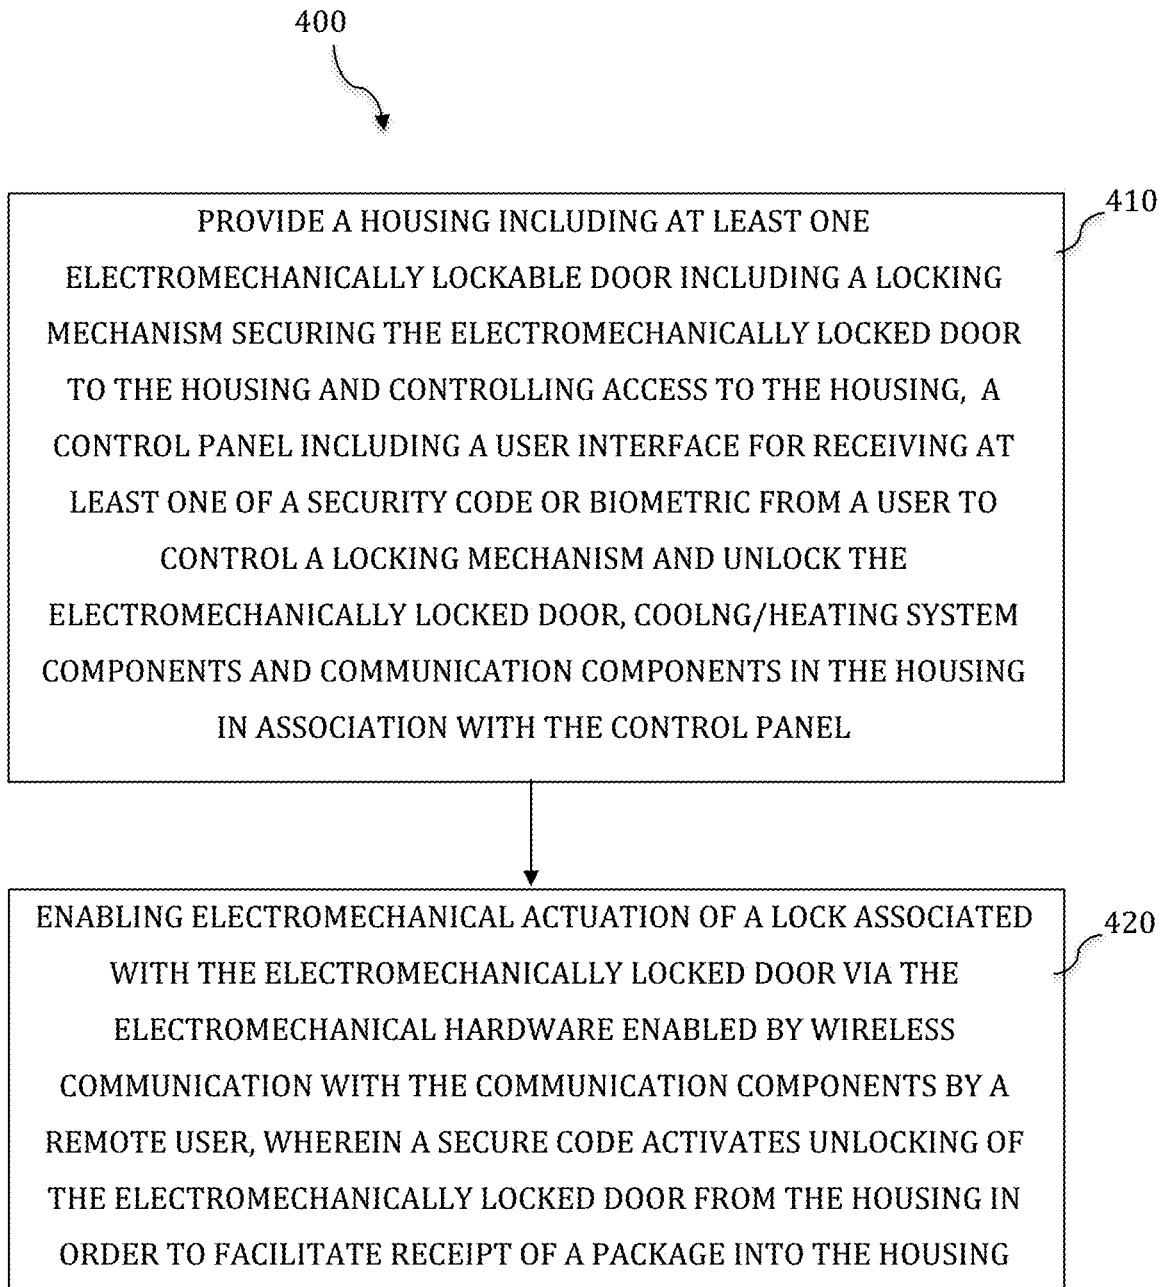 400
410
PROVIDE A HOUSING INCLUDING AT LEAST ONE
ELECTROMECHANICALLY LOCKABLE DOOR INCLUDING A LOCKING
MECHANISM SECURING THE ELECTROMECHANICALLY LOCKED DOOR
TO THE HOUSING AND CONTROLLING ACCESS TO THE HOUSING, A
CONTROL PANEL INCLUDING A USER INTERFACE FOR RECEIVING AT
LEAST ONE OF A SECURITY CODE OR BIOMETRIC FROM A USER TO
CONTROL A LOCKING MECHANISM AND UNLOCK THE
ELECTROMECHANICALLY LOCKED DOOR, COOLNG/HEATING SYSTEM
COMPONENTS AND COMMUNICATION COMPONENTS IN THE HOUSING
IN ASSOCIATION WITH THE CONTROL PANEL
420
ENABLING ELECTROMECHANICAL ACTUATION OF A LOCK ASSOCIATED
WITH THE ELECTROMECHANICALLY LOCKED DOOR VIA THE
ELECTROMECHANICAL HARDWARE ENABLED BY WIRELESS
COMMUNICATION WITH THE COMMUNICATION COMPONENTS BY A
REMOTE USER, WHEREIN A SECURE CODE ACTIVATES UNLOCKING OF
THE ELECTROMECHANICALLY LOCKED DOOR FROM THE HOUSING IN
ORDER TO FACILITATE RECEIPT OF A PACKAGE INTO THE HOUSING